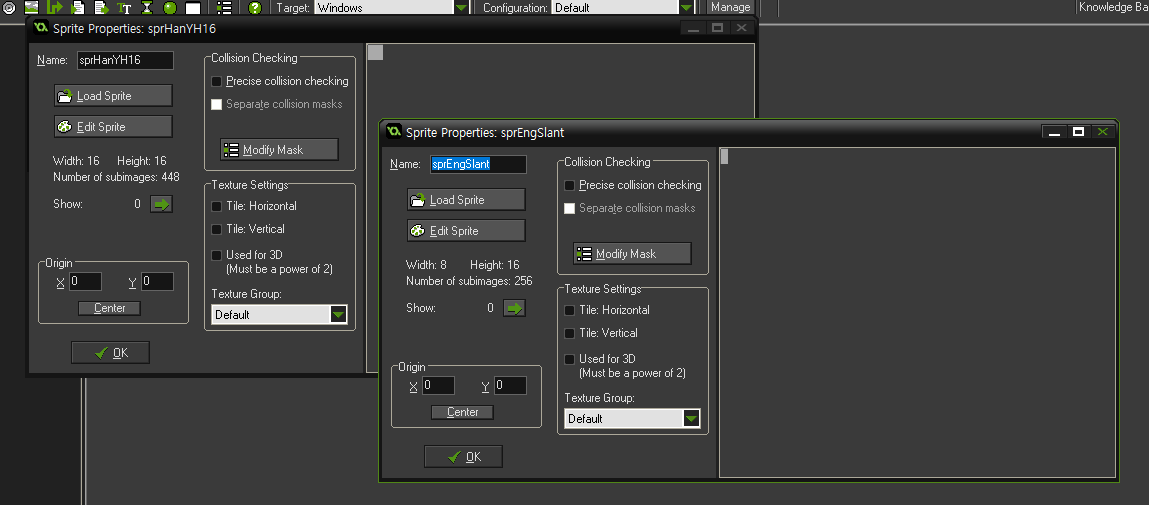 Target: Windows Configuration: Default Manage Knowledge Ba
Sprite Properties: sprHanYH16
Name: sprHanYH16
Load Sprite
Edit Sprite
Width: 16 Height: 16
Number of subimages: 448
Show: 0
Origin
X 0 Y 0
Center
OK
Collision Checking
Precise collision checking
Separate collision masks
Modify Mask
Texture Settings
Tile: Horizontal
Tile: Vertical
Used for 3D
(Must be a power of 2)
Texture Group:
Default
Sprite Properties: sprEngSlant
Name: sprEngSlant
Load Sprite
Edit Sprite
Width: 8 Height: 16
Number of subimages: 256
Show: 0
Origin
X 0 Y 0
Center
OK
Collision Checking
Precise collision checking
Separate collision masks
Modify Mask
Texture Settings
Tile: Horizontal
Tile: Vertical
Used for 3D
(Must be a power of 2)
Texture Group:
Default